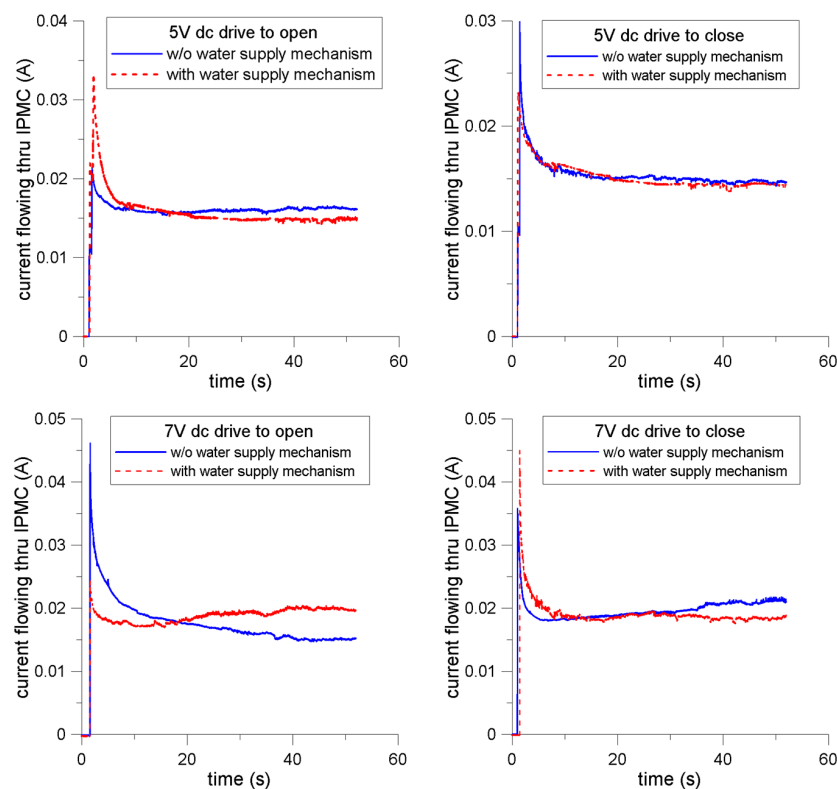 5V dc drive to open
w/o water supply mechanism
with water supply mechanism
current flowing thru IPMC (A)
0.04
0.03
0.02
0.01
0
0 20 40 60
time (s)
5V dc drive to close
w/o water supply mechanism
with water supply mechanism
current flowing thru IPMC (A)
0.03
0.02
0.01
0
0 20 40 60
time (s)
7V dc drive to open
w/o water supply mechanism
with water supply mechanism
current flowing thru IPMC (A)
0.05
0.04
0.03
0.02
0.01
0
0 20 40 60
time (s)
7V dc drive to close
w/o water supply mechanism
with water supply mechanism
current flowing thru IPMC (A)
0.05
0.04
0.03
0.02
0.01
0
0 20 40 60
time (s)